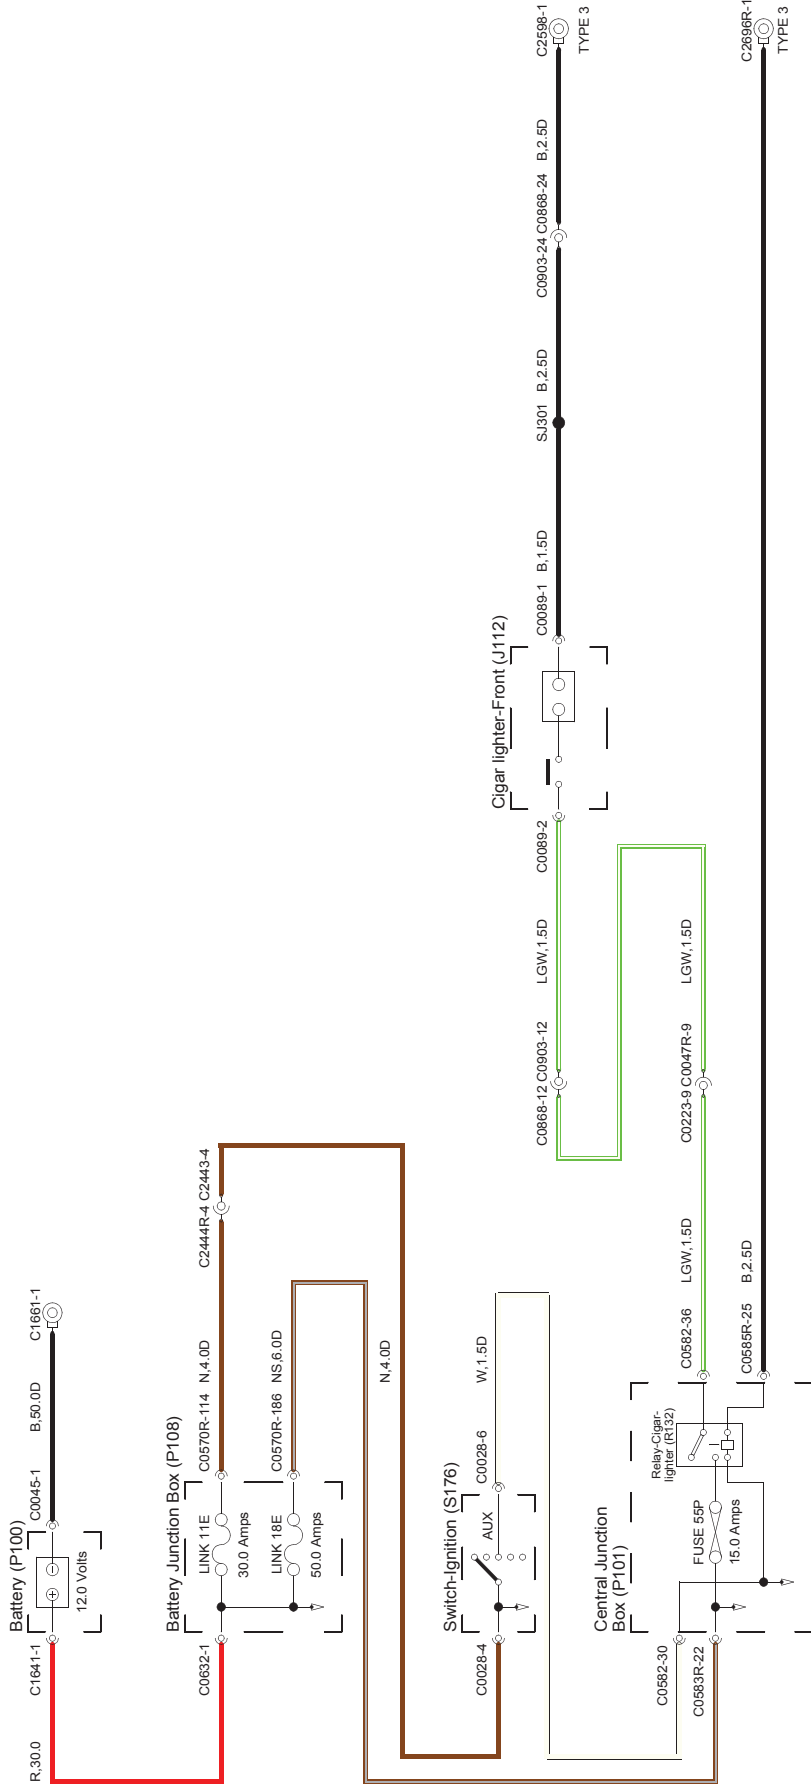 Battery (P100)
12.0 Volts
C1641-1
R,30.0
C0045-1
B,50.0D
C1661-1
Battery Junction Box (P108)
C0632-1
LINK 11E
30.0 Amps
LINK 18E
50.0 Amps
C0570R-114
N,4.0D
C2444R-4
C2443-4
C0570R-186
NS,6.0D
N,4.0D
Switch-Ignition (S176)
C0028-4
AUX
C0028-6
W,1.5D
Cigar lighter-Front (J112)
C0868-12
C0903-12
LGW,1.5D
C0089-2
C0089-1
B,1.5D
SJ301
B,2.5D
C0903-24
C0868-24
B,2.5D
C2598-1
TYPE 3
Central Junction
Box (P101)
C0582-30
C0583R-22
FUSE 55P
15.0 Amps
Relay-Cigar-
lighter (R132)
C0582-36
LGW,1.5D
C0223-9
C0047R-9
LGW,1.5D
C0585R-25
B,2.5D
C2696R-1
TYPE 3